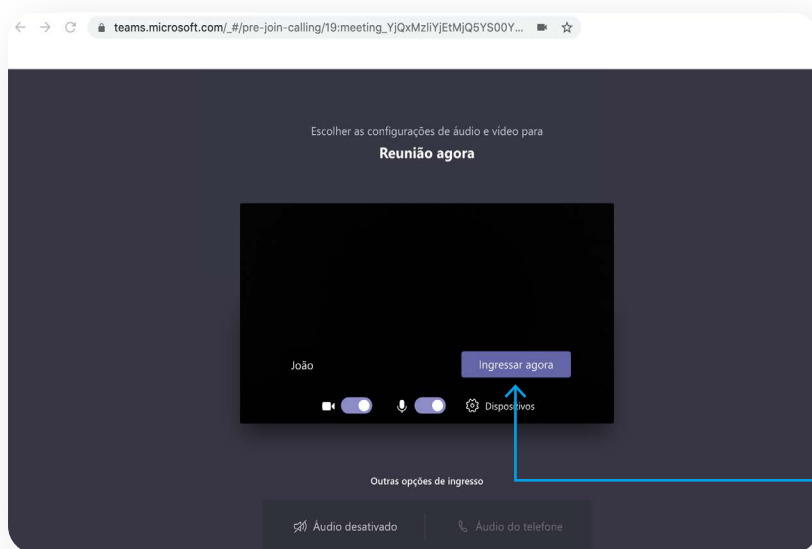 teams.microsoft.com/_#/pre-join-calling/19:meeting_YjQxMzliYjEtMjQ5YS00Y...
Escolher as configurações de áudio e vídeo para
Reunião agora
João
Ingressar agora
Dispositivos
Outras opções de ingresso
Áudio desativado
Áudio do telefone